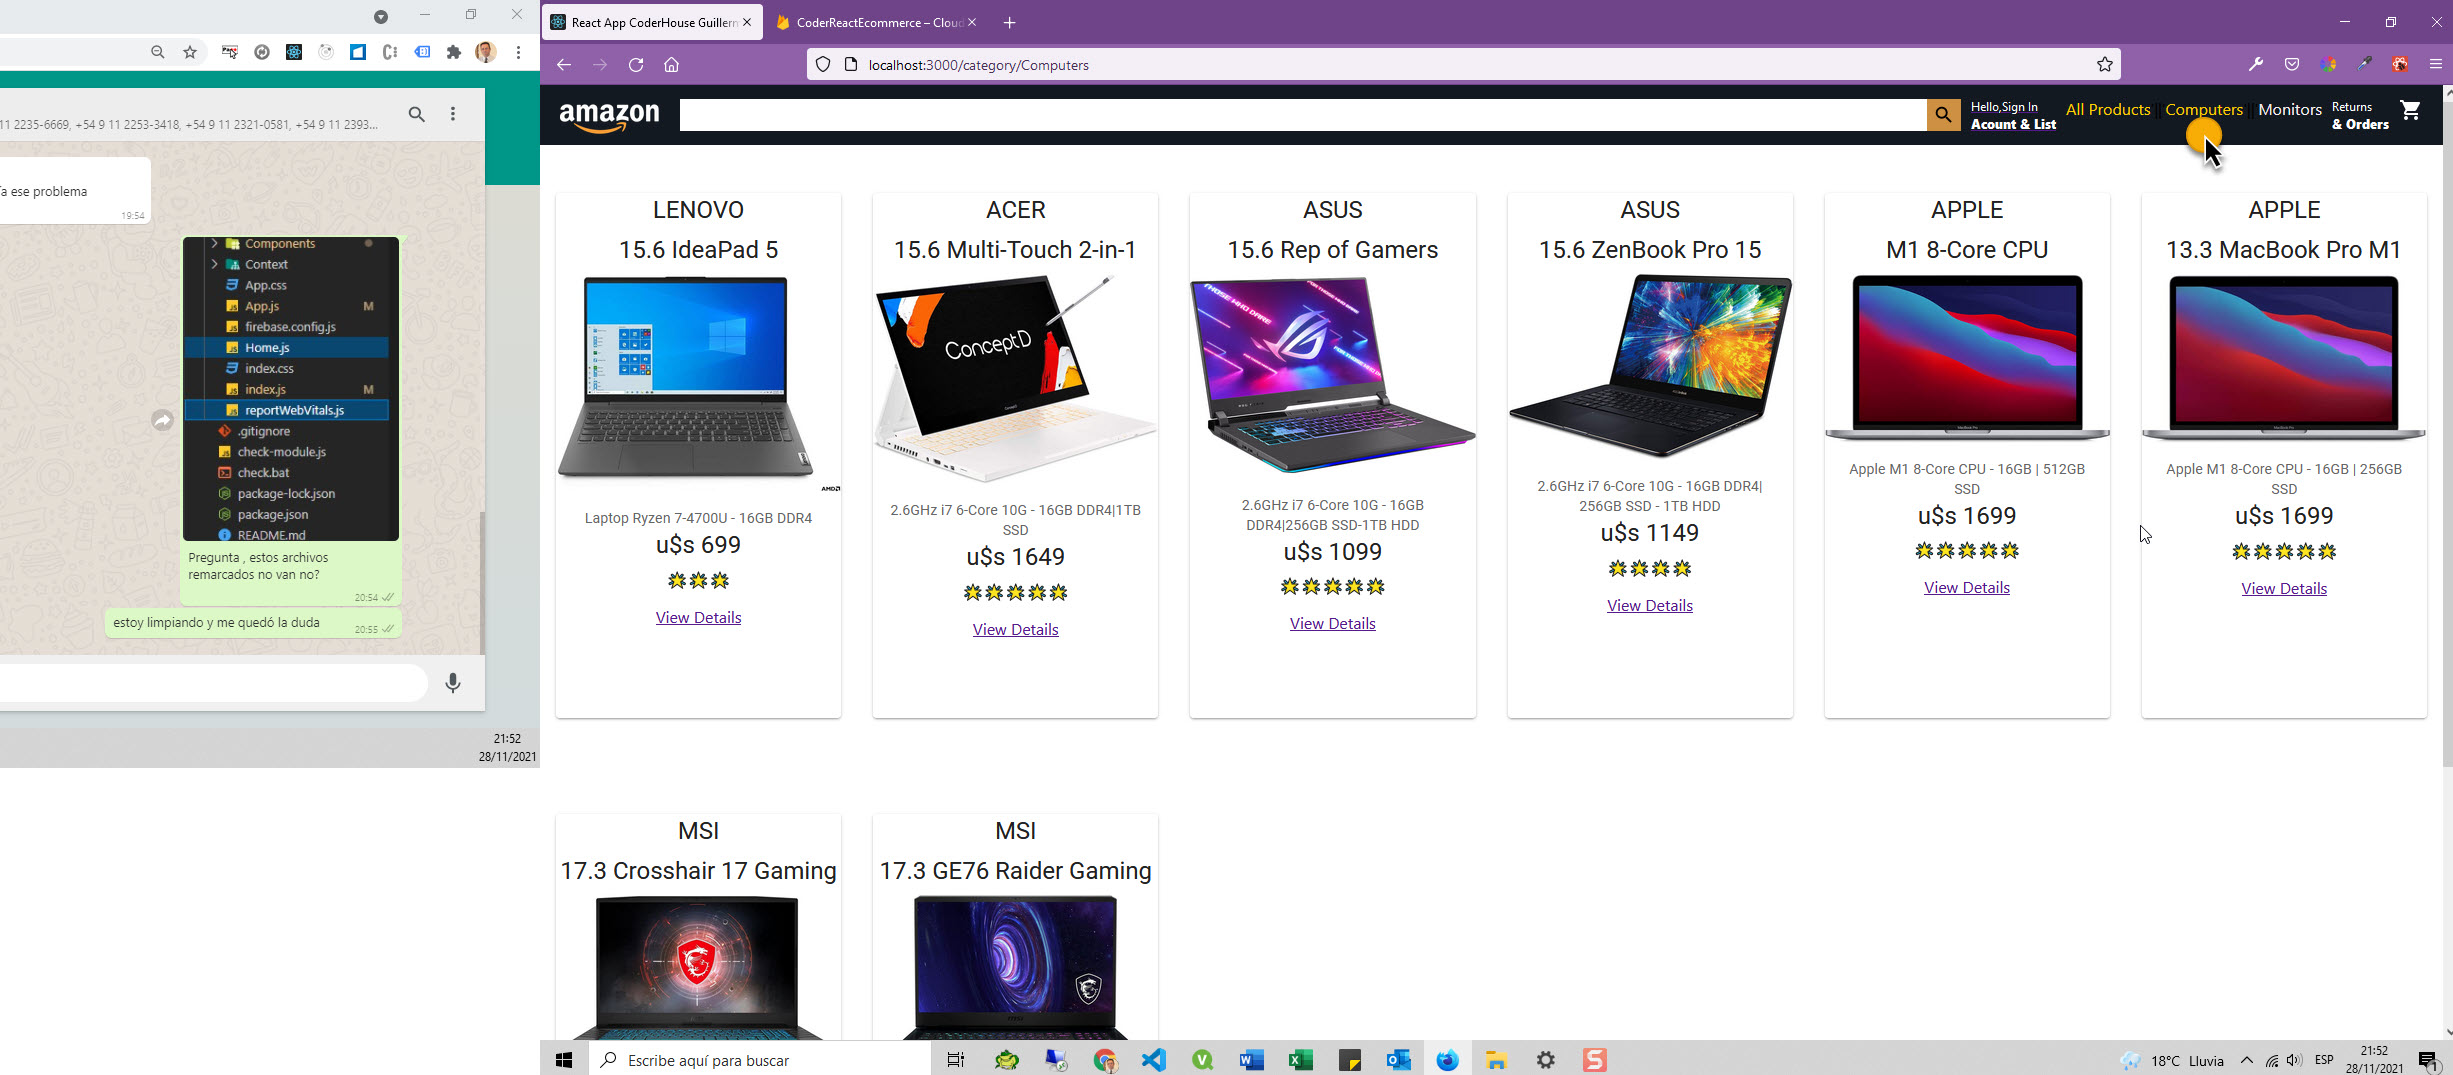 11 2235-6669, +54 9 11 2253-3418, +54 9 11 2321-0581, +54 9 11 2393...
a ese problema
19:54
Components
Context
App.css
App.js M
firebase.config.js
Home.js
index.css
index.js M
reportWebVitals.js
.gitignore
check-module.js
check.bat
package-lock.json
package.json
README.md
Pregunta , estos archivos
remarcados no van no?
20:54
estoy limpiando y me quedó la duda
20:55
21:52
28/11/2021
React App CoderHouse Guillern
CoderReactEcommerce – Cloud
localhost:3000/category/Computers
amazon
Hello,Sign In
Acount & List
All Products
Computers
Monitors
Returns
& Orders
LENOVO
15.6 IdeaPad 5
AMD
Laptop Ryzen 7-4700U - 16GB DDR4
u$s 699
View Details
ACER
15.6 Multi-Touch 2-in-1
ConceptD
2.6GHz i7 6-Core 10G - 16GB DDR4|1TB
SSD
u$s 1649
View Details
ASUS
15.6 Rep of Gamers
2.6GHz i7 6-Core 10G - 16GB
DDR4|256GB SSD-1TB HDD
u$s 1099
View Details
ASUS
15.6 ZenBook Pro 15
2.6GHz i7 6-Core 10G - 16GB DDR4|
256GB SSD - 1TB HDD
u$s 1149
View Details
APPLE
M1 8-Core CPU
Apple M1 8-Core CPU - 16GB | 512GB
SSD
u$s 1699
View Details
APPLE
13.3 MacBook Pro M1
Apple M1 8-Core CPU - 16GB | 256GB
SSD
u$s 1699
View Details
MSI
17.3 Crosshair 17 Gaming
MSI
17.3 GE76 Raider Gaming
Escribe aquí para buscar
18°C Lluvia
ESP
21:52
28/11/2021